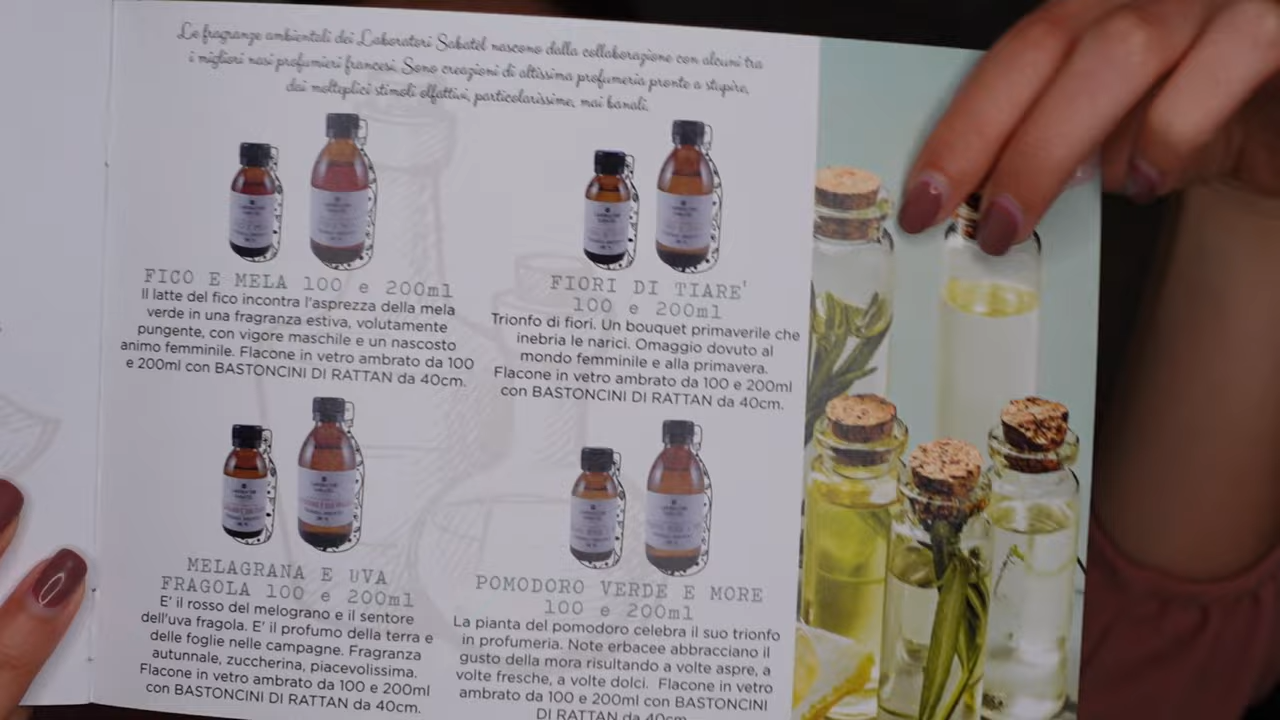 Le fragranze ambientali dei Laboratori Sabatel nascono dalla collaborazione con alcuni tra
i migliori nasi profumieri francesi. Sono creazioni di altissima profumeria pronte a stupire,
dai molteplici stimoli olfattivi, particolarissime, mai banali.
FICO E MELA 100 e 200ml
Il latte del fico incontra l'asprezza della mela
verde in una fragranza estiva, volutamente
pungente, con vigore maschile e un nascosto
animo femminile. Flacone in vetro ambrato da 100
e 200ml con BASTONCINI DI RATTAN da 40cm.
FIORI DI TIARE'
100 e 200ml
Trionfo di fiori. Un bouquet primaverile che
inebria le narici. Omaggio dovuto al
mondo femminile e alla primavera.
Flacone in vetro ambrato da 100 e 200ml
con BASTONCINI DI RATTAN da 40cm.
MELAGRANA E UVA
FRAGOLA 100 e 200ml
E' il rosso del melograno e il sentore
dell'uva fragola. E' il profumo della terra e
delle foglie nelle campagne. Fragranza
autunnale, zuccherina, piacevolissima.
Flacone in vetro ambrato da 100 e 200ml
con BASTONCINI DI RATTAN da 40cm.
POMODORO VERDE E MORE
100 e 200ml
La pianta del pomodoro celebra il suo trionfo
in profumeria. Note erbacee abbracciano il
gusto della mora risultando a volte aspre, a
volte fresche, a volte dolci. Flacone in vetro
ambrato da 100 e 200ml con BASTONCINI
DI RATTAN da 40cm.